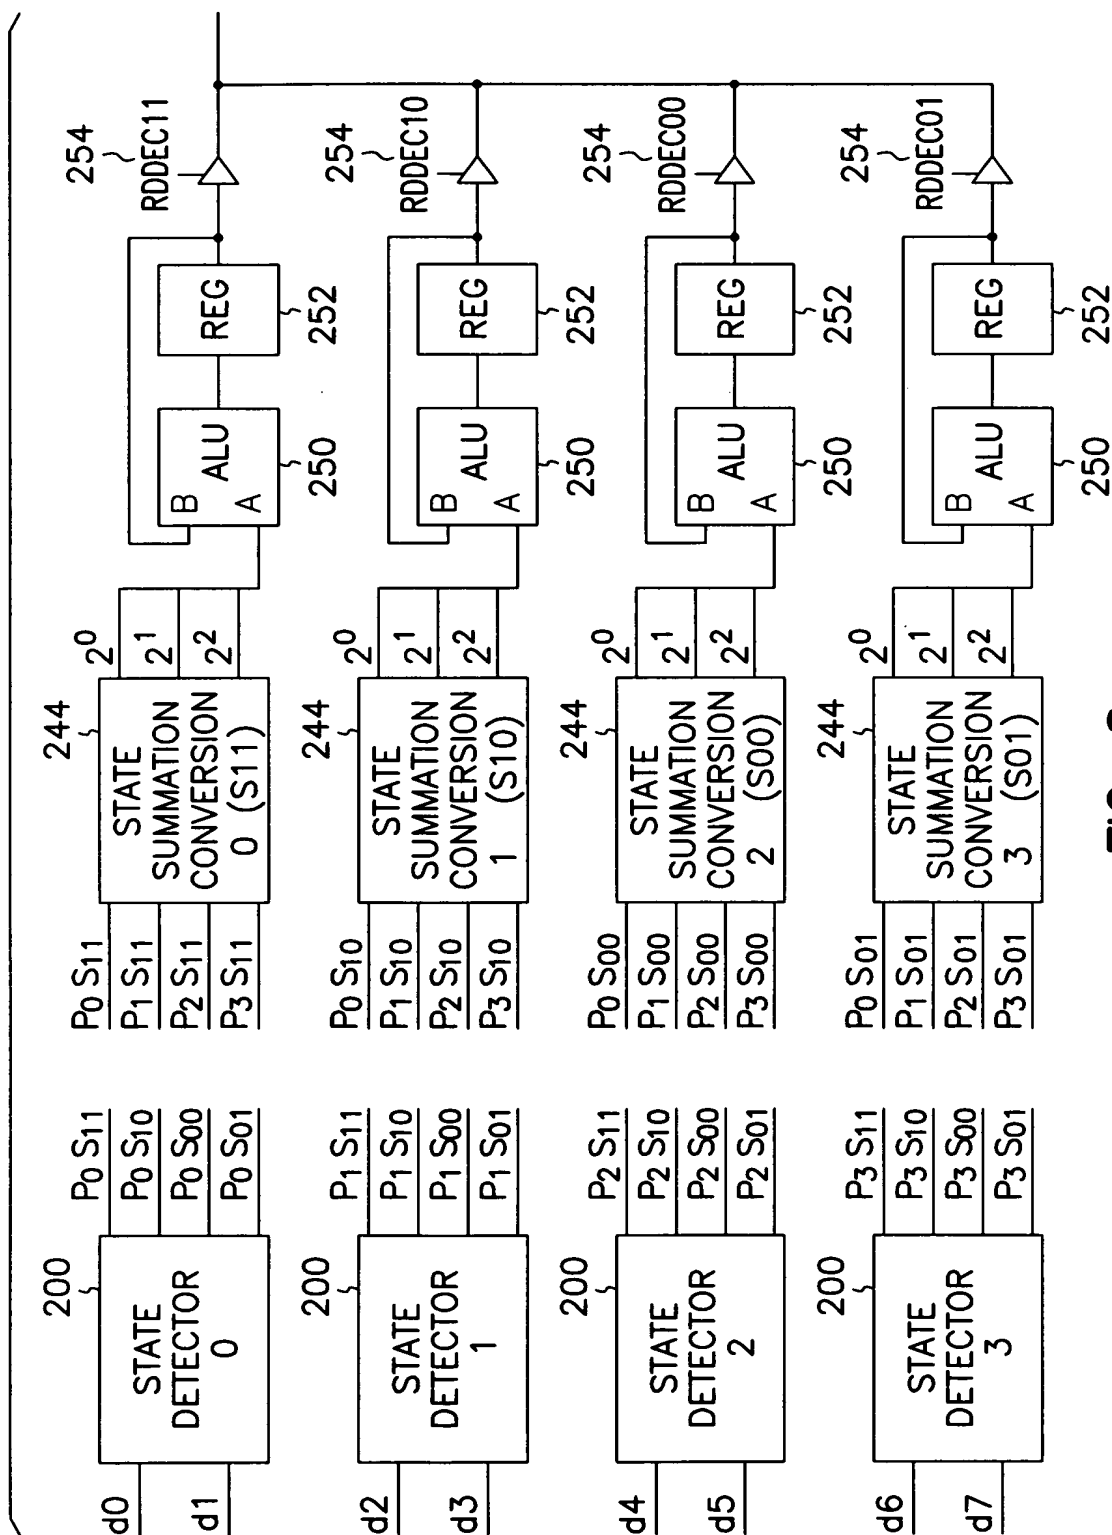 d0
d1
200
STATE
DETECTOR
0
P0 S11
P0 S10
P0 S00
P0 S01
P0 S11
P1 S11
P2 S11
P3 S11
244
STATE
SUMMATION
CONVERSION
0 (S11)
2^0
2^1
2^2
B
A
ALU
250
REG
252
254
RDDEC11
d2
d3
200
STATE
DETECTOR
1
P1 S11
P1 S10
P1 S00
P1 S01
P0 S10
P1 S10
P2 S10
P3 S10
244
STATE
SUMMATION
CONVERSION
1 (S10)
2^0
2^1
2^2
B
A
ALU
250
REG
252
254
RDDEC10
d4
d5
200
STATE
DETECTOR
2
P2 S11
P2 S10
P2 S00
P2 S01
P0 S00
P1 S00
P2 S00
P3 S00
244
STATE
SUMMATION
CONVERSION
2 (S00)
2^0
2^1
2^2
B
A
ALU
250
REG
252
254
RDDEC00
d6
d7
200
STATE
DETECTOR
3
P3 S11
P3 S10
P3 S00
P3 S01
P0 S01
P1 S01
P2 S01
P3 S01
244
STATE
SUMMATION
CONVERSION
3 (S01)
2^0
2^1
2^2
B
A
ALU
250
REG
252
254
RDDEC01
FIG.